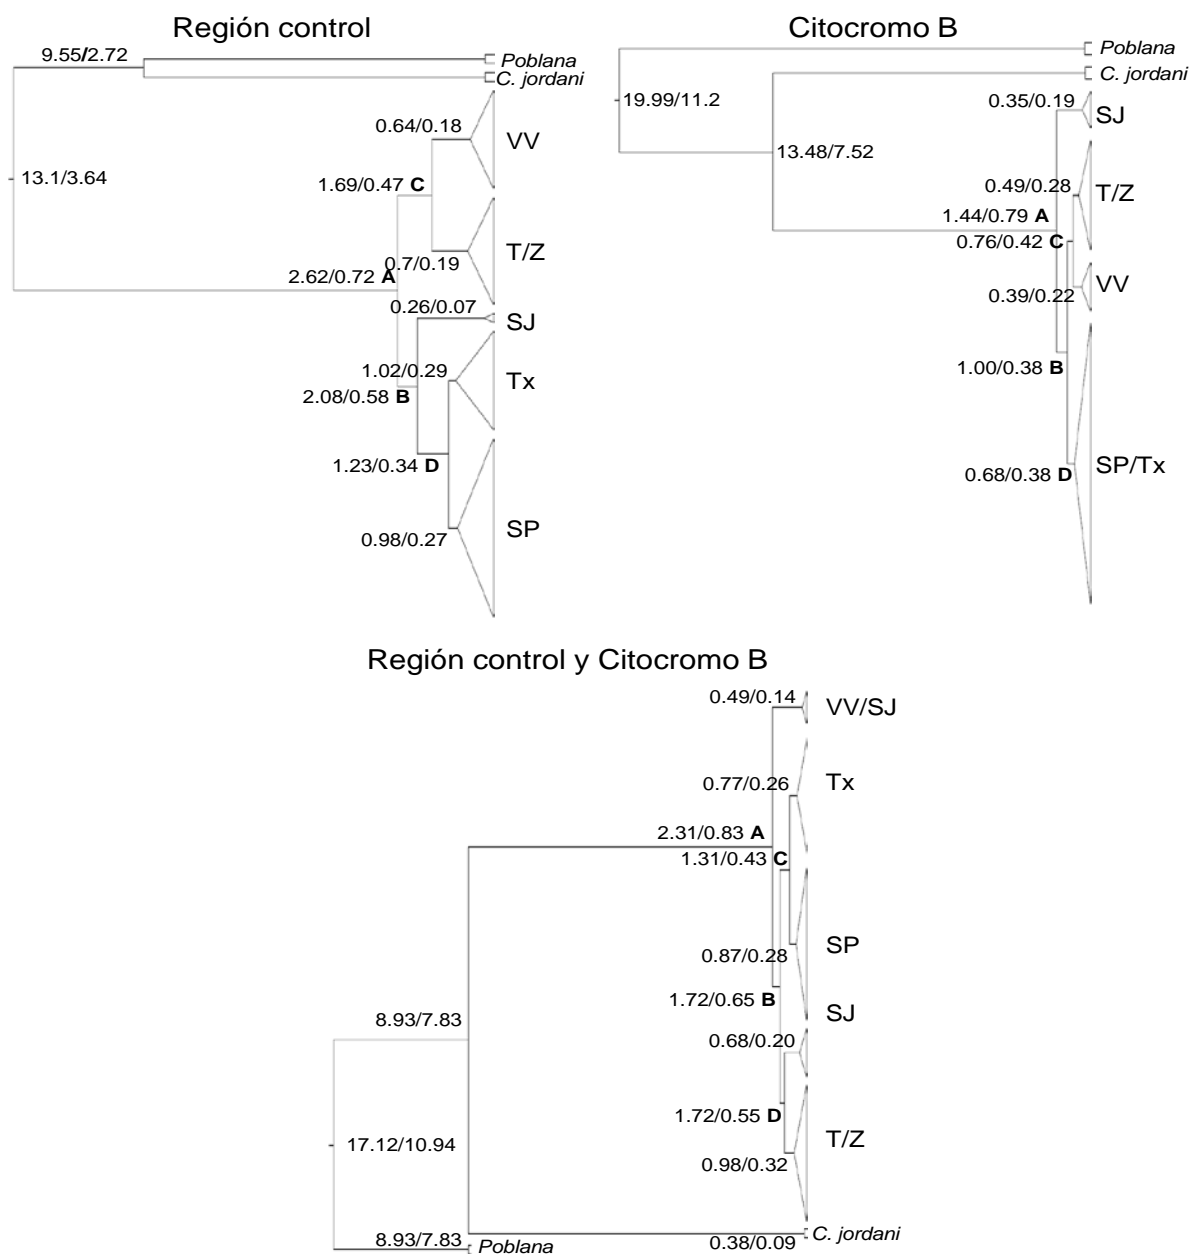 Región control
9.55/2.72
Poblana
C. jordani
0.64/0.18
VV
13.1/3.64
1.69/0.47 C
T/Z
0.7/0.19
2.62/0.72 A
0.26/0.07
SJ
1.02/0.29
Tx
2.08/0.58 B
1.23/0.34 D
SP
0.98/0.27
Citocromo B
Poblana
C. jordani
19.99/11.2
0.35/0.19
SJ
13.48/7.52
0.49/0.28
T/Z
1.44/0.79 A
0.76/0.42 C
VV
0.39/0.22
1.00/0.38 B
SP/Tx
0.68/0.38 D
Región control y Citocromo B
0.49/0.14
VV/SJ
0.77/0.26
Tx
2.31/0.83 A
1.31/0.43 C
SP
0.87/0.28
1.72/0.65 B
SJ
8.93/7.83
0.68/0.20
1.72/0.55 D
T/Z
17.12/10.94
0.98/0.32
C. jordani
0.38/0.09
8.93/7.83
Poblana